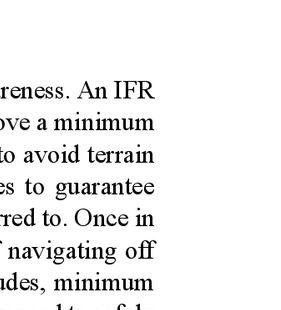 reness. An IFR
ove a minimum
to avoid terrain
es to guarantee
rred to. Once in
navigating off
udes, minimum